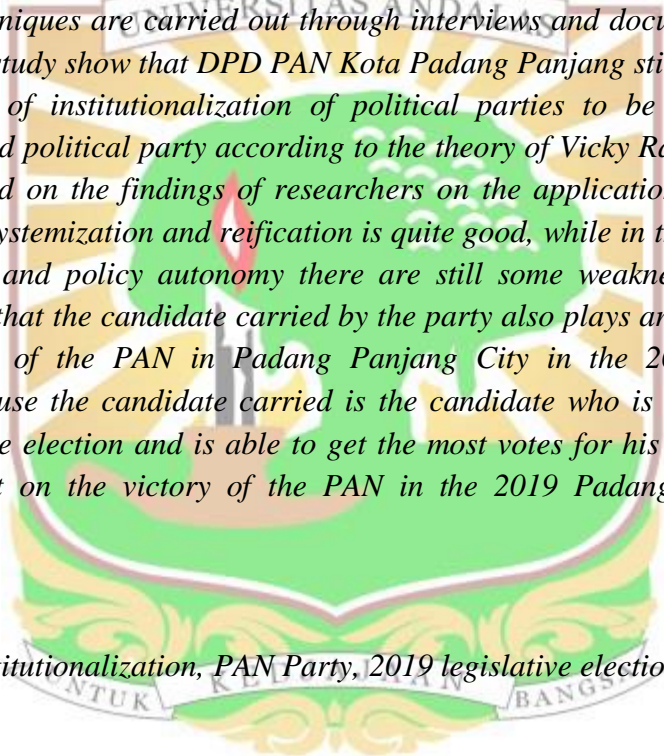 UNIVERSITAS ANDALAS
niques are carried out through interviews and docu
study show that DPD PAN Kota Padang Panjang sti
of institutionalization of political parties to be
d political party according to the theory of Vicky Ra
d on the findings of researchers on the application
ystemization and reification is quite good, while in t
and policy autonomy there are still some weakne
that the candidate carried by the party also plays an
of the PAN in Padang Panjang City in the 20
use the candidate carried is the candidate who is
e election and is able to get the most votes for his
t on the victory of the PAN in the 2019 Padang
titutionalization, PAN Party, 2019 legislative electio
UNTUK KEDJAJAAN BANGSA